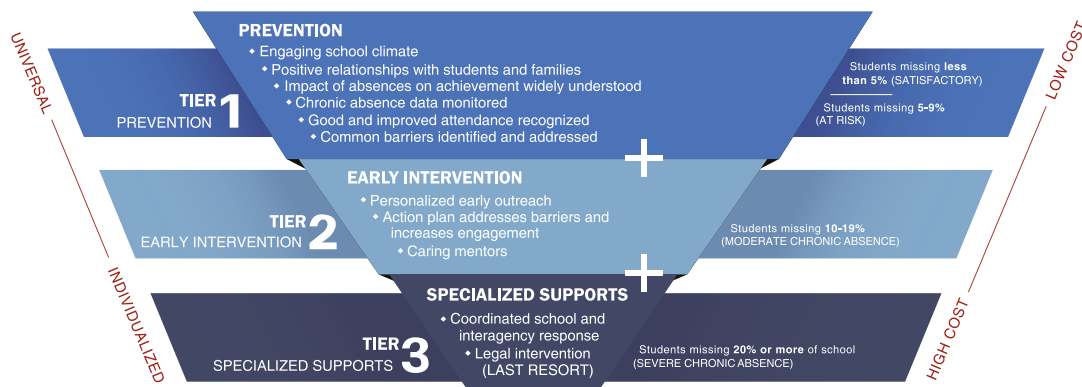 UNIVERSAL
INDIVIDUALIZED
TIER 1
PREVENTION
PREVENTION
◆ Engaging school climate
◆ Positive relationships with students and families
◆ Impact of absences on achievement widely understood
◆ Chronic absence data monitored
◆ Good and improved attendance recognized
◆ Common barriers identified and addressed
Students missing less
than 5% (SATISFACTORY)
Students missing 5-9%
(AT RISK)
+
TIER 2
EARLY INTERVENTION
EARLY INTERVENTION
◆ Personalized early outreach
◆ Action plan addresses barriers and
increases engagement
◆ Caring mentors
Students missing 10-19%
(MODERATE CHRONIC ABSENCE)
+
TIER 3
SPECIALIZED SUPPORTS
SPECIALIZED SUPPORTS
◆ Coordinated school and
interagency response
◆ Legal intervention
(LAST RESORT)
Students missing 20% or more of school
(SEVERE CHRONIC ABSENCE)
LOW COST
HIGH COST